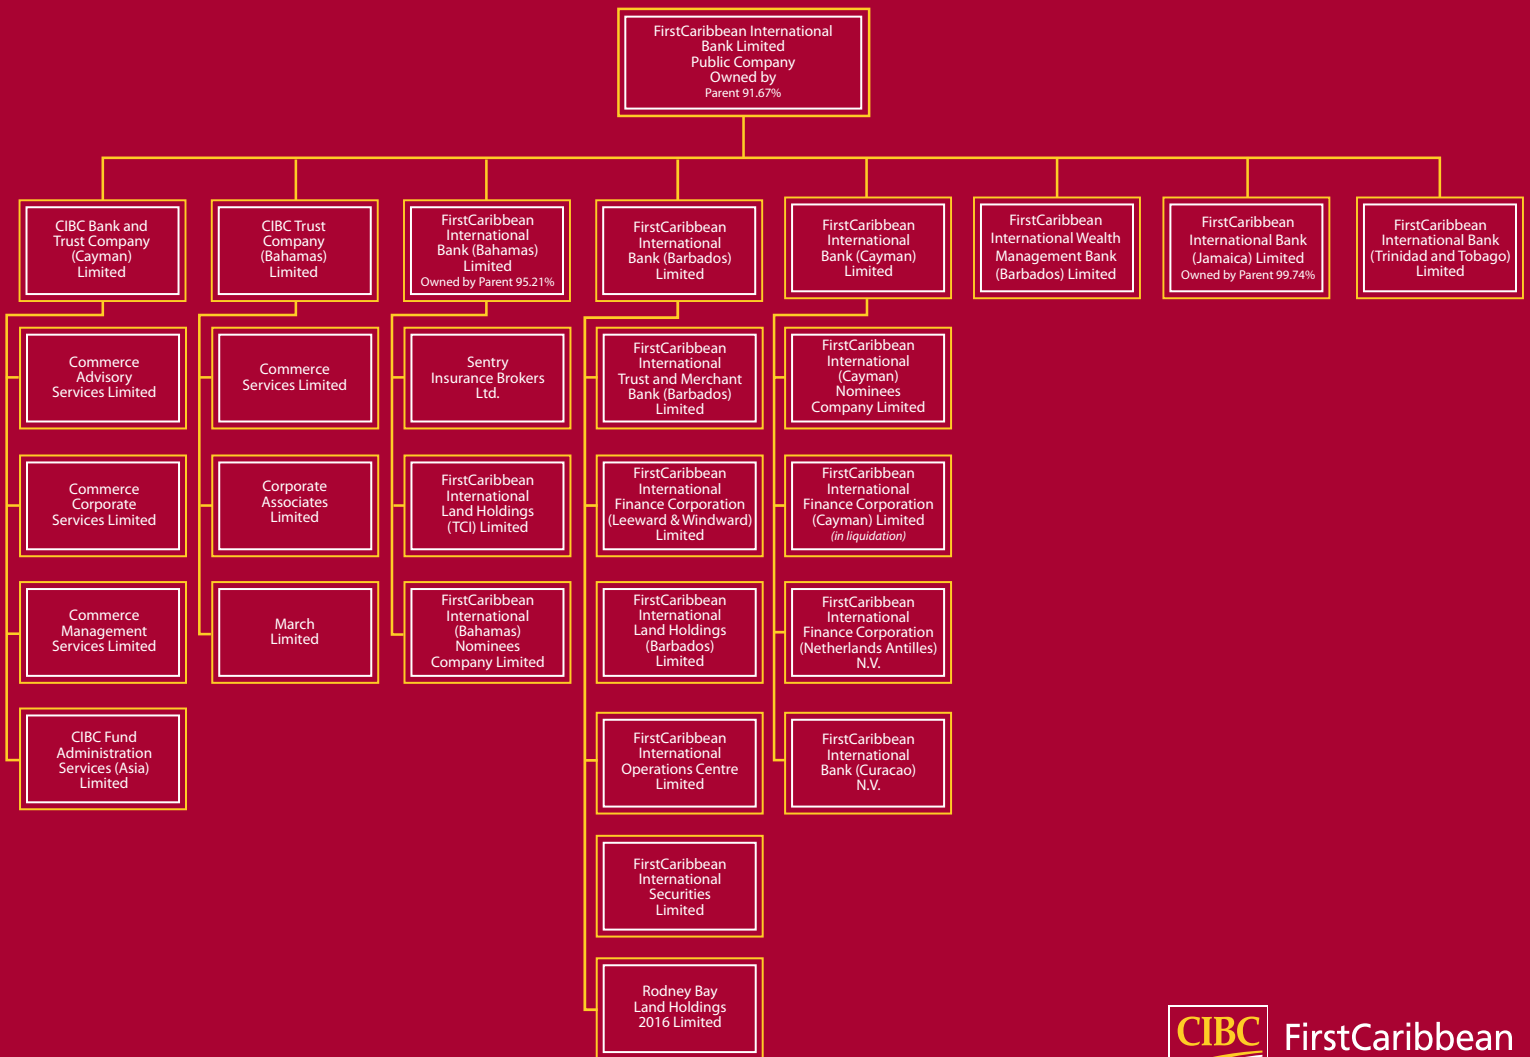 FirstCaribbean International
Bank Limited
Public Company
Owned by
Parent 91.67%
CIBC Bank and
Trust Company
(Cayman)
Limited
CIBC Trust
Company
(Bahamas)
Limited
FirstCaribbean
International
Bank (Bahamas)
Limited
Owned by Parent 95.21%
FirstCaribbean
International
Bank (Barbados)
Limited
FirstCaribbean
International
Bank (Cayman)
Limited
FirstCaribbean
International Wealth
Management Bank
(Barbados) Limited
FirstCaribbean
International Bank
(Jamaica) Limited
Owned by Parent 99.74%
FirstCaribbean
International Bank
(Trinidad and Tobago)
Limited
Commerce
Advisory
Services Limited
Commerce
Services Limited
Sentry
Insurance Brokers
Ltd.
FirstCaribbean
International
Trust and Merchant
Bank (Barbados)
Limited
FirstCaribbean
International
(Cayman)
Nominees
Company Limited
Commerce
Corporate
Services Limited
Corporate
Associates
Limited
FirstCaribbean
International
Land Holdings
(TCI) Limited
FirstCaribbean
International
Finance Corporation
(Leeward & Windward)
Limited
FirstCaribbean
International
Finance Corporation
(Cayman) Limited
(in liquidation)
Commerce
Management
Services Limited
March
Limited
FirstCaribbean
International
(Bahamas)
Nominees
Company Limited
FirstCaribbean
International
Land Holdings
(Barbados)
Limited
FirstCaribbean
International
Finance Corporation
(Netherlands Antilles)
N.V.
CIBC Fund
Administration
Services (Asia)
Limited
FirstCaribbean
International
Operations Centre
Limited
FirstCaribbean
International
Bank (Curacao)
N.V.
FirstCaribbean
International
Securities
Limited
Rodney Bay
Land Holdings
2016 Limited
CIBC FirstCaribbean